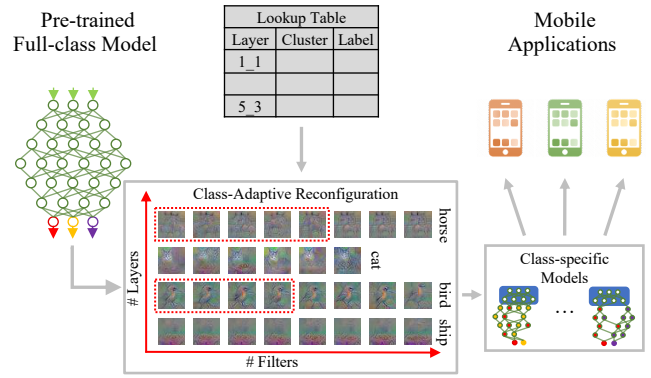 Pre-trained
Full-class Model
Lookup Table
Layer Cluster Label
1_1
5_3
Mobile
Applications
Class-Adaptive Reconfiguration
# Layers
horse
cat
bird
ship
# Filters
Class-specific
Models
...